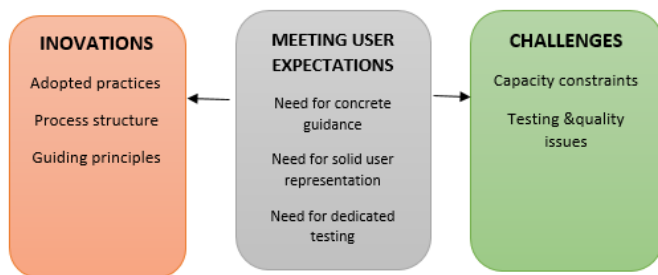 INOVATIONS
Adopted practices
Process structure
Guiding principles
MEETING USER
EXPECTATIONS
Need for concrete
guidance
Need for solid user
representation
Need for dedicated
testing
CHALLENGES
Capacity constraints
Testing &quality
issues